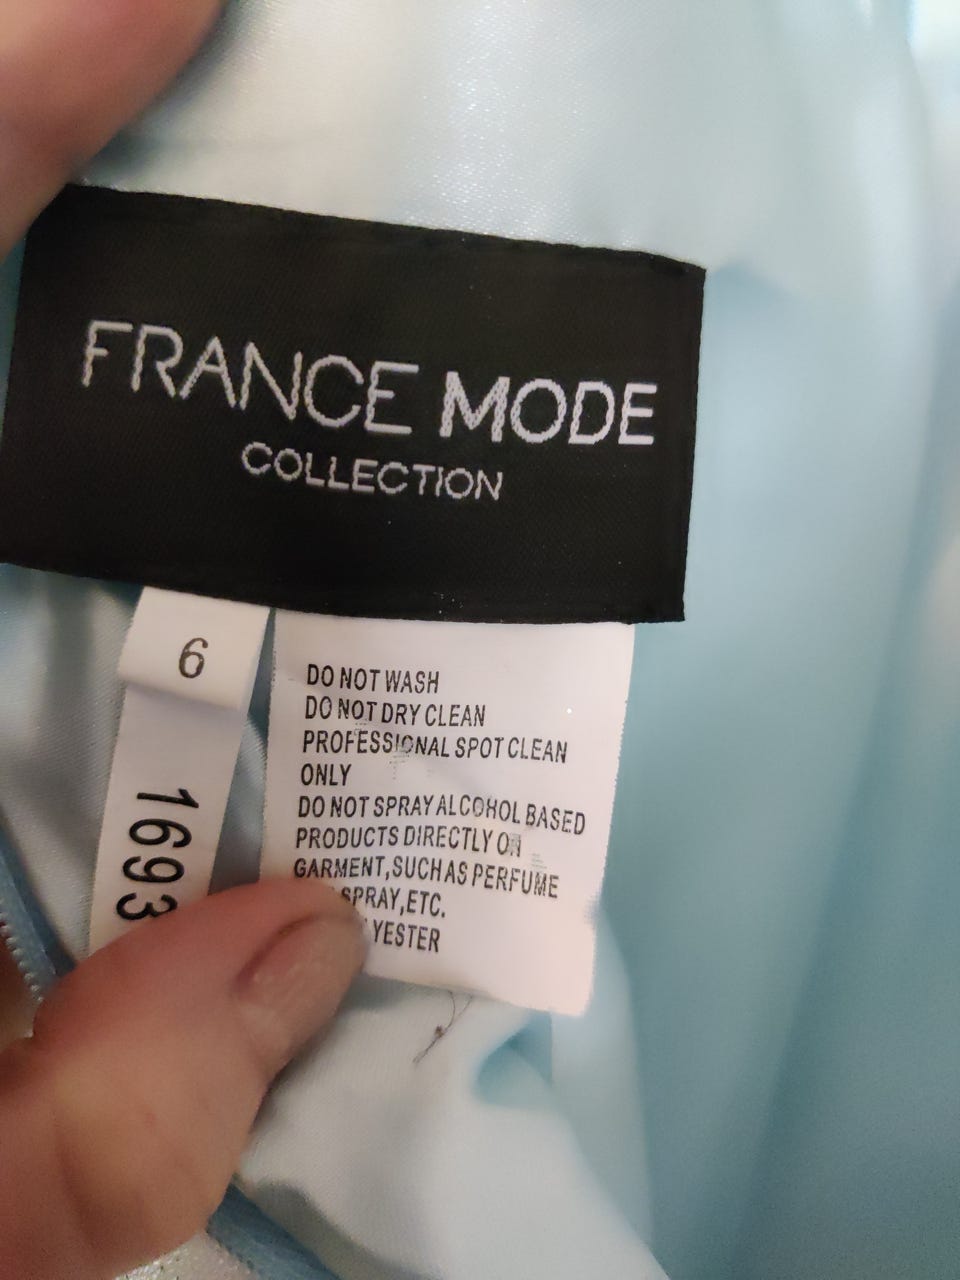 FRANCE MODE
COLLECTION
6
1693
DO NOT WASH
DO NOT DRY CLEAN
PROFESSIONAL SPOT CLEAN
ONLY
DO NOT SPRAY ALCOHOL BASED
PRODUCTS DIRECTLY ON
GARMENT, SUCH AS PERFUME
SPRAY, ETC.
YESTER